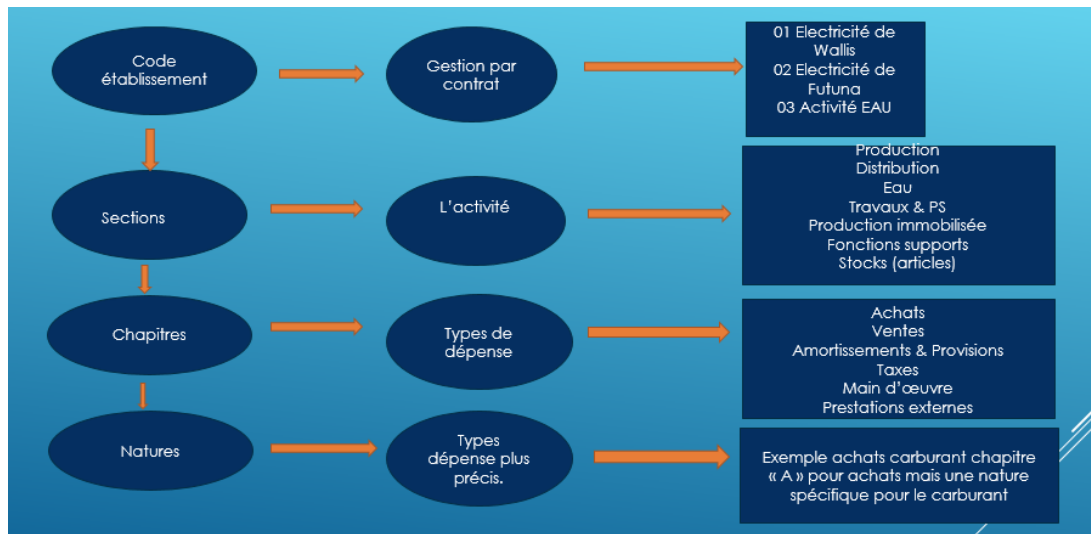 Code
établissement
Gestion par
contrat
01 Electricité de
Wallis
02 Electricité de
Futuna
03 Activité EAU
Sections
L'activité
Production
Distribution
Eau
Travaux & PS
Production immobilisée
Fonctions supports
Stocks (articles)
Chapitres
Types de
dépense
Achats
Ventes
Amortissements & Provisions
Taxes
Main d'œuvre
Prestations externes
Natures
Types
dépense plus
précis.
Exemple achats carburant chapitre
« A » pour achats mais une nature
spécifique pour le carburant